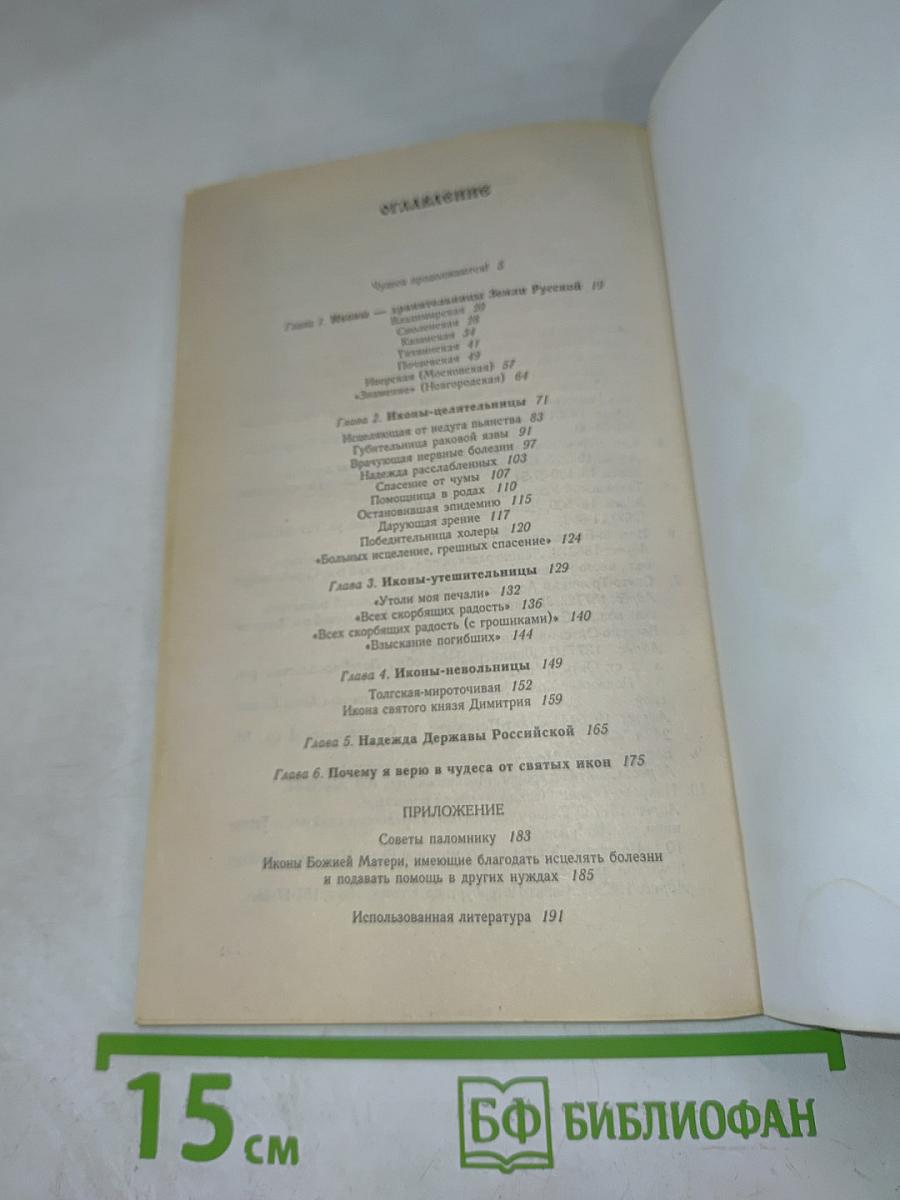 ОГЛАВЛЕНИЕ
Чудеса продолжаются! 5
Глава 1. Иконы — хранительницы Земли Русской 19
Владимирская 20
Смоленская 28
Казанская 34
Тихвинская 41
Почаевская 49
Иверская (Московская) 57
«Знамение» (Новгородская) 64
Глава 2. Иконы-целительницы 71
Исцеляющая от недуга пьянства 83
Губительница раковой язвы 91
Врачующая нервные болезни 97
Надежда расслабленных 103
Спасение от чумы 107
Помощница в родах 110
Остановившая эпидемию 115
Дарующая зрение 117
Победительница холеры 120
«Больных исцеление, грешных спасение» 124
Глава 3. Иконы-утешительницы 129
«Утоли моя печали» 132
«Всех скорбящих радость» 136
«Всех скорбящих радость (с грошиками)» 140
«Взыскание погибших» 144
Глава 4. Иконы-невольницы 149
Толгская-мироточивая 152
Икона святого князя Димитрия 159
Глава 5. Надежда Державы Российской 165
Глава 6. Почему я верю в чудеса от святых икон 175
ПРИЛОЖЕНИЕ
Советы паломнику 183
Иконы Божией Матери, имеющие благодать исцелять болезни
и подавать помощь в других нуждах 185
Использованная литература 191
15 см
БФ БИБЛИОФАН